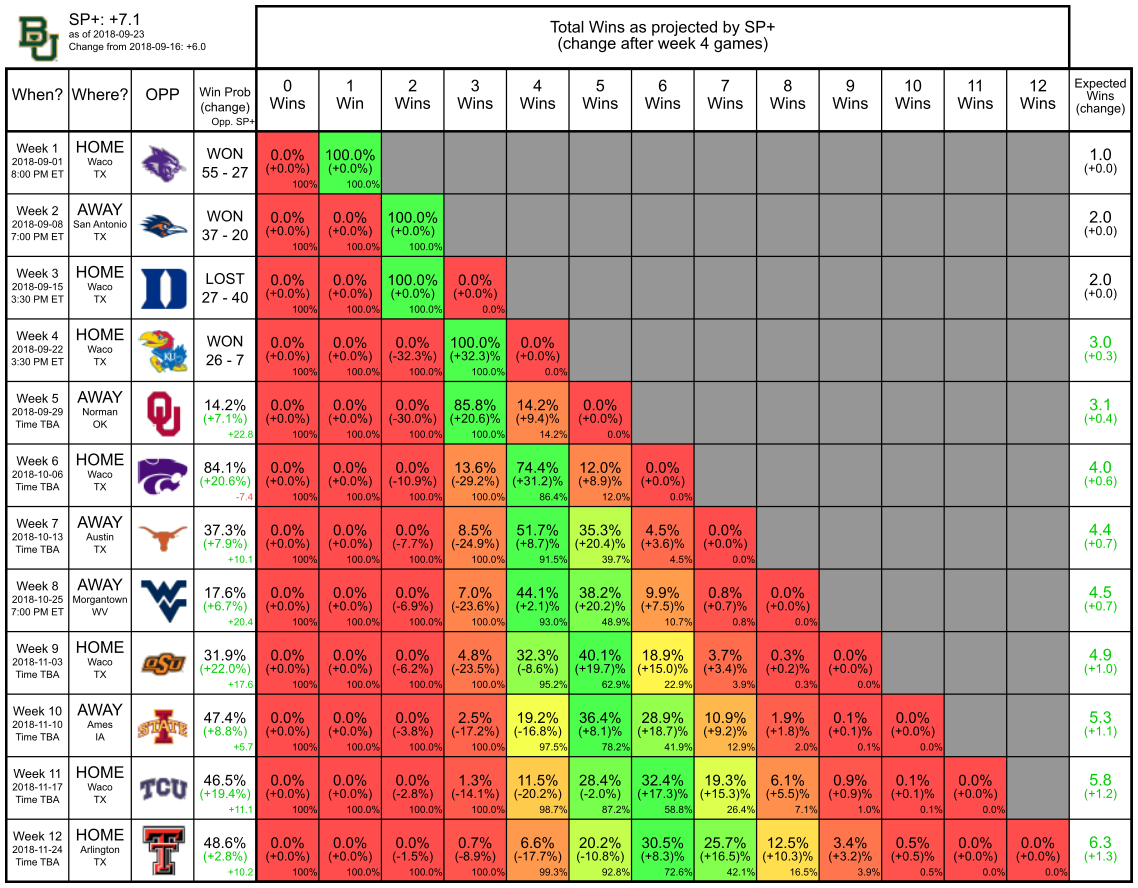 BU
SP+: +7.1
as of 2018-09-23
Change from 2018-09-16: +6.0
Total Wins as projected by SP+
(change after week 4 games)
When? Where? OPP Win Prob (change) Opp. SP+ 0 Wins 1 Win 2 Wins 3 Wins 4 Wins 5 Wins 6 Wins 7 Wins 8 Wins 9 Wins 10 Wins 11 Wins 12 Wins Expected Wins (change)
Week 1 HOME WON 0.0% 100.0% 1.0
2018-09-01 Waco (+0.0%) (+0.0%) (+0.0)
8:00 PM ET TX 55 - 27 100% 100.0%
Week 2 AWAY WON 0.0% 0.0% 100.0% 2.0
2018-09-08 San Antonio (+0.0%) (+0.0%) (+0.0%) (+0.0)
7:00 PM ET TX 37 - 20 100% 100.0% 100.0%
Week 3 HOME D LOST 0.0% 0.0% 100.0% 0.0% 2.0
2018-09-15 Waco (+0.0%) (+0.0%) (+0.0%) (+0.0%) (+0.0)
3:30 PM ET TX 27 - 40 100% 100.0% 100.0% 0.0%
Week 4 HOME KU WON 0.0% 0.0% 0.0% 100.0% 0.0% 3.0
2018-09-22 Waco (+0.0%) (+0.0%) (-32.3%) (+32.3%) (+0.0%) (+0.3)
3:30 PM ET TX 26 - 7 100% 100.0% 100.0% 100.0% 0.0%
Week 5 AWAY OU 14.2% 0.0% 0.0% 0.0% 85.8% 14.2% 0.0% 3.1
2018-09-29 Norman (+7.1%) (+0.0%) (+0.0%) (-30.0%) (+20.6)% (+9.4)% (+0.0%) (+0.4)
Time TBA OK +22.8 100% 100.0% 100.0% 100.0% 14.2% 0.0%
Week 6 HOME 84.1% 0.0% 0.0% 0.0% 13.6% 74.4% 12.0% 0.0% 4.0
2018-10-06 Waco (+20.6%) (+0.0%) (+0.0%) (-10.9%) (-29.2%) (+31.2)% (+8.9)% (+0.0%) (+0.6)
Time TBA TX -7.4 100% 100.0% 100.0% 100.0% 86.4% 12.0% 0.0%
Week 7 AWAY 37.3% 0.0% 0.0% 0.0% 8.5% 51.7% 35.3% 4.5% 0.0% 4.4
2018-10-13 Austin (+7.9%) (+0.0%) (+0.0%) (-7.7%) (-24.9%) (+8.7)% (+20.4)% (+3.6)% (+0.0%) (+0.7)
Time TBA TX +10.1 100% 100.0% 100.0% 100.0% 91.5% 39.7% 4.5% 0.0%
Week 8 AWAY WV 17.6% 0.0% 0.0% 0.0% 7.0% 44.1% 38.2% 9.9% 0.8% 0.0% 4.5
2018-10-25 Morgantown (+6.7%) (+0.0%) (+0.0%) (-6.9%) (-23.6%) (+2.1)% (+20.2)% (+7.5)% (+0.7)% (+0.0%) (+0.7)
7:00 PM ET WV +20.4 100% 100.0% 100.0% 100.0% 93.0% 48.9% 10.7% 0.8% 0.0%
Week 9 HOME OSU 31.9% 0.0% 0.0% 0.0% 4.8% 32.3% 40.1% 18.9% 3.7% 0.3% 0.0% 4.9
2018-11-03 Waco (+22.0%) (+0.0%) (+0.0%) (-6.2%) (-23.5%) (-8.6%) (+19.7)% (+15.0)% (+3.4)% (+0.2)% (+0.0)% (+1.0)
Time TBA TX +17.6 100% 100.0% 100.0% 100.0% 95.2% 62.9% 22.9% 3.9% 0.3% 0.0%
Week 10 AWAY I STATE 47.4% 0.0% 0.0% 0.0% 2.5% 19.2% 36.4% 28.9% 10.9% 1.9% 0.1% 0.0% 5.3
2018-11-10 Ames (+8.8%) (+0.0%) (+0.0%) (-3.8%) (-17.2%) (-16.8%) (+8.1)% (+18.7)% (+9.2)% (+1.8)% (+0.1)% (+0.0%) (+1.1)
Time TBA IA +5.7 100% 100.0% 100.0% 100.0% 97.5% 78.2% 41.9% 12.9% 2.0% 0.1% 0.0%
Week 11 HOME TCU 46.5% 0.0% 0.0% 0.0% 1.3% 11.5% 28.4% 32.4% 19.3% 6.1% 0.9% 0.1% 0.0% 5.8
2018-11-17 Waco (+19.4%) (+0.0%) (+0.0%) (-2.8%) (-14.1%) (-20.2%) (-2.0%) (+17.3)% (+15.3)% (+5.5)% (+0.9)% (+0.1)% (+0.0%) (+1.2)
Time TBA TX +11.1 100% 100.0% 100.0% 100.0% 98.7% 87.2% 58.8% 26.4% 7.1% 1.0% 0.1% 0.0%
Week 12 HOME T 48.6% 0.0% 0.0% 0.0% 0.7% 6.6% 20.2% 30.5% 25.7% 12.5% 3.4% 0.5% 0.0% 0.0% 6.3
2018-11-24 Arlington (+2.8%) (+0.0%) (+0.0%) (-1.5%) (-8.9%) (-17.7%) (-10.8%) (+8.3)% (+16.5)% (+10.3)% (+3.2)% (+0.5)% (+0.0)% (+0.0%) (+1.3)
Time TBA TX +10.2 100% 100.0% 100.0% 100.0% 99.3% 92.8% 72.6% 42.1% 16.5% 3.9% 0.5% 0.0% 0.0%